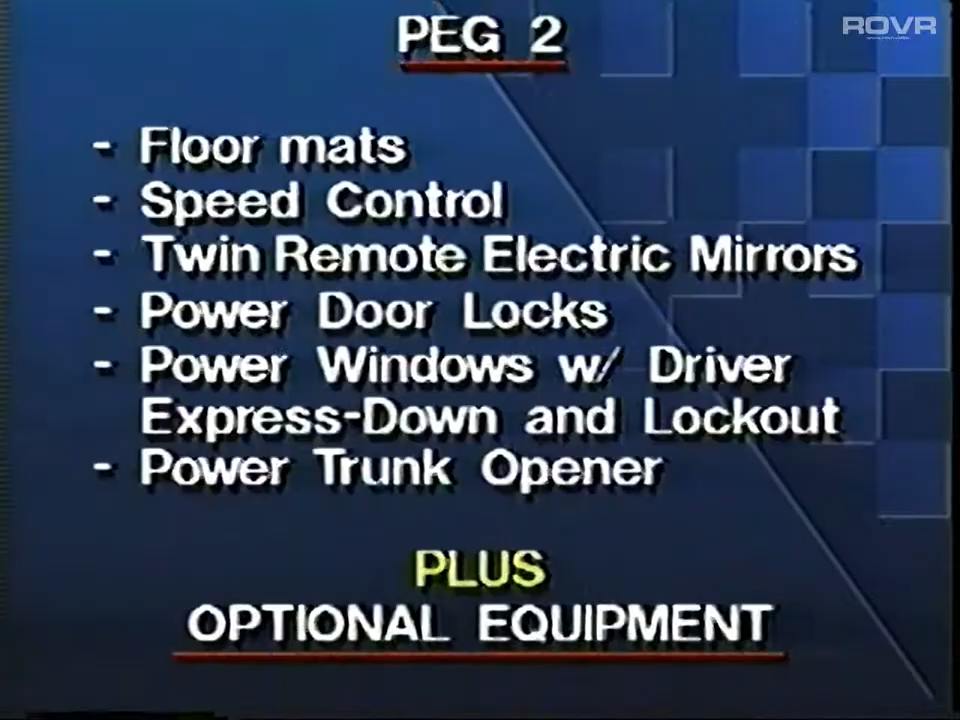 PEG 2
ROVR
- Floor mats
- Speed Control
- Twin Remote Electric Mirrors
- Power Door Locks
- Power Windows w/ Driver
Express-Down and Lockout
- Power Trunk Opener
PLUS
OPTIONAL EQUIPMENT